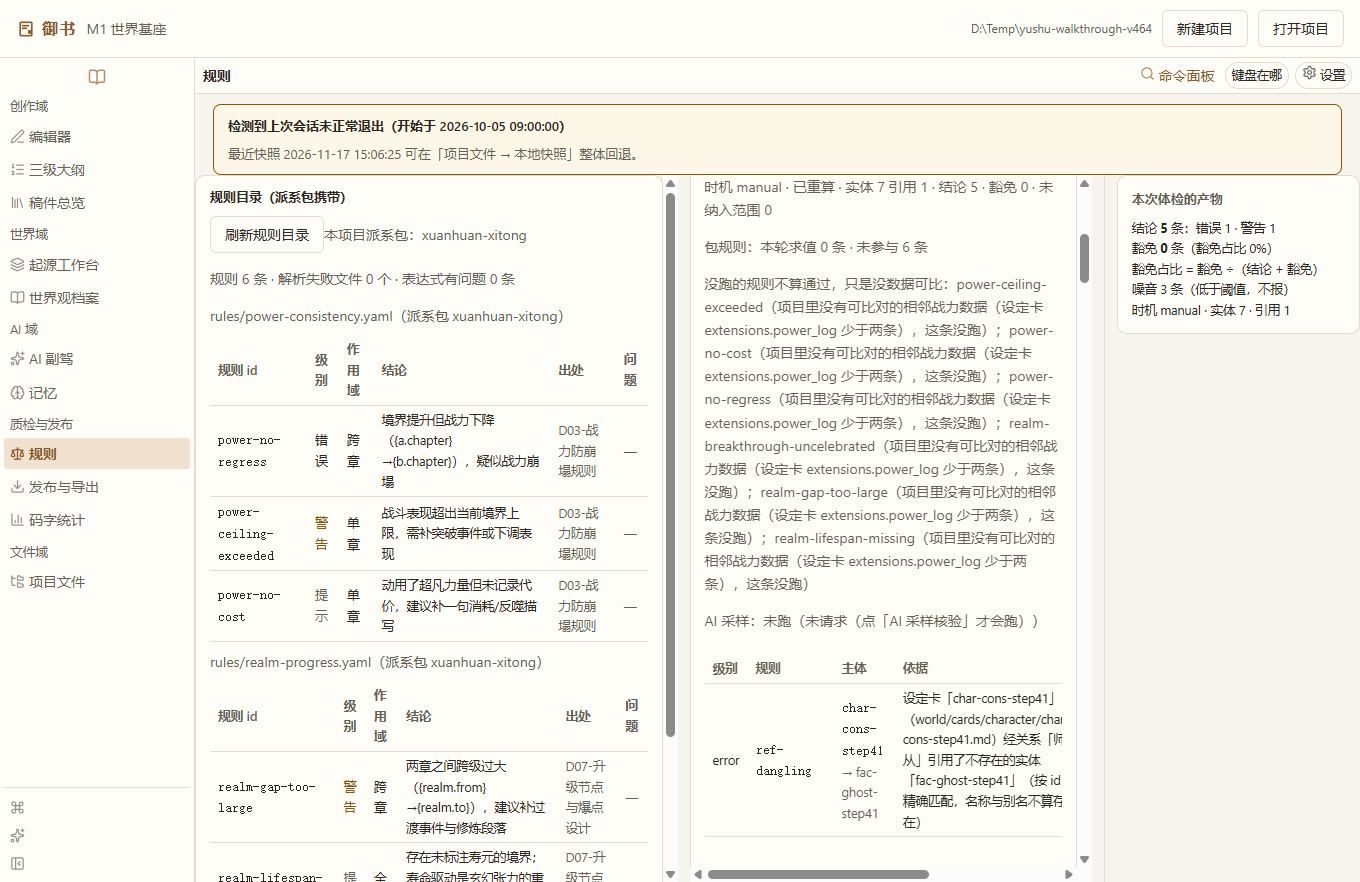 御书 M1 世界基座
D:\Temp\yushu-walkthrough-v464 新建项目 打开项目
创作域
编辑器
三级大纲
稿件总览
世界域
起源工作台
世界观档案
AI 域
AI 副驾
记忆
质检与发布
规则
发布与导出
码字统计
文件域
项目文件
规则
命令面板 键盘在哪 设置
检测到上次会话未正常退出（开始于 2026-10-05 09:00:00）
最近快照 2026-11-17 15:06:25 可在「项目文件 → 本地快照」整体回退。
规则目录（派系包携带）
刷新规则目录 本项目派系包：xuanhuan-xitong
规则 6 条 · 解析失败文件 0 个 · 表达式有问题 0 条
rules/power-consistency.yaml（派系包 xuanhuan-xitong）
规则 id 级别 作用域 结论 出处 问题
power-no-
regress
错误
跨章
境界提升但战力下降
（{a.chapter}
→{b.chapter}），疑似战力崩
塌
D03-战
力防崩
塌规则
—
power-
ceiling-
exceeded
警告
单章
战斗表现超出当前境界上
限，需补突破事件或下调表
现
D03-战
力防崩
塌规则
—
power-no-
cost
提示
单章
动用了超凡力量但未记录代
价，建议补一句消耗/反噬描
写
D03-战
力防崩
塌规则
—
rules/realm-progress.yaml（派系包 xuanhuan-xitong）
规则 id 级别 作用域 结论 出处 问题
realm-gap-too-
large
警告
跨章
两章之间跨级过大
（{realm.from}
→{realm.to}），建议补过
渡事件与修炼段落
D07-升
级节点
与爆点
设计
—
realm-lifespan-
提
全
存在未标注寿元的境界；
寿命驱动是玄幻张力的重
D07-升
级节点
时机 manual · 已重算 · 实体 7 引用 1 · 结论 5 · 豁免 0 · 未
纳入范围 0
包规则：本轮求值 0 条 · 未参与 6 条
没跑的规则不算通过，只是没数据可比：power-ceiling-
exceeded（项目里没有可比对的相邻战力数据（设定卡
extensions.power_log 少于两条），这条没跑）；power-
no-cost（项目里没有可比对的相邻战力数据（设定卡
extensions.power_log 少于两条），这条没跑）；power-
no-regress（项目里没有可比对的相邻战力数据（设定卡
extensions.power_log 少于两条），这条没跑）；realm-
breakthrough-uncelebrated（项目里没有可比对的相邻战
力数据（设定卡 extensions.power_log 少于两条），这条
没跑）；realm-gap-too-large（项目里没有可比对的相邻
战力数据（设定卡 extensions.power_log 少于两条），这
条没跑）；realm-lifespan-missing（项目里没有可比对的
相邻战力数据（设定卡 extensions.power_log 少于两
条），这条没跑）
AI 采样：未跑（未请求（点「AI 采样核验」才会跑））
级别 规则 主体 依据
error
ref-
dangling
char-
cons-
step41
→ fac-
ghost-
step41
设定卡「char-cons-step41」
（world/cards/character/char
cons-step41.md）经关系「师
从」引用了不存在的实体
「fac-ghost-step41」（按 id
精确匹配，名称与别名不算存
在）
本次体检的产物
结论 5 条：错误 1 · 警告 1
豁免 0 条（豁免占比 0%）
豁免占比 = 豁免 ÷（结论 + 豁免）
噪音 3 条（低于阈值，不报）
时机 manual · 实体 7 · 引用 1